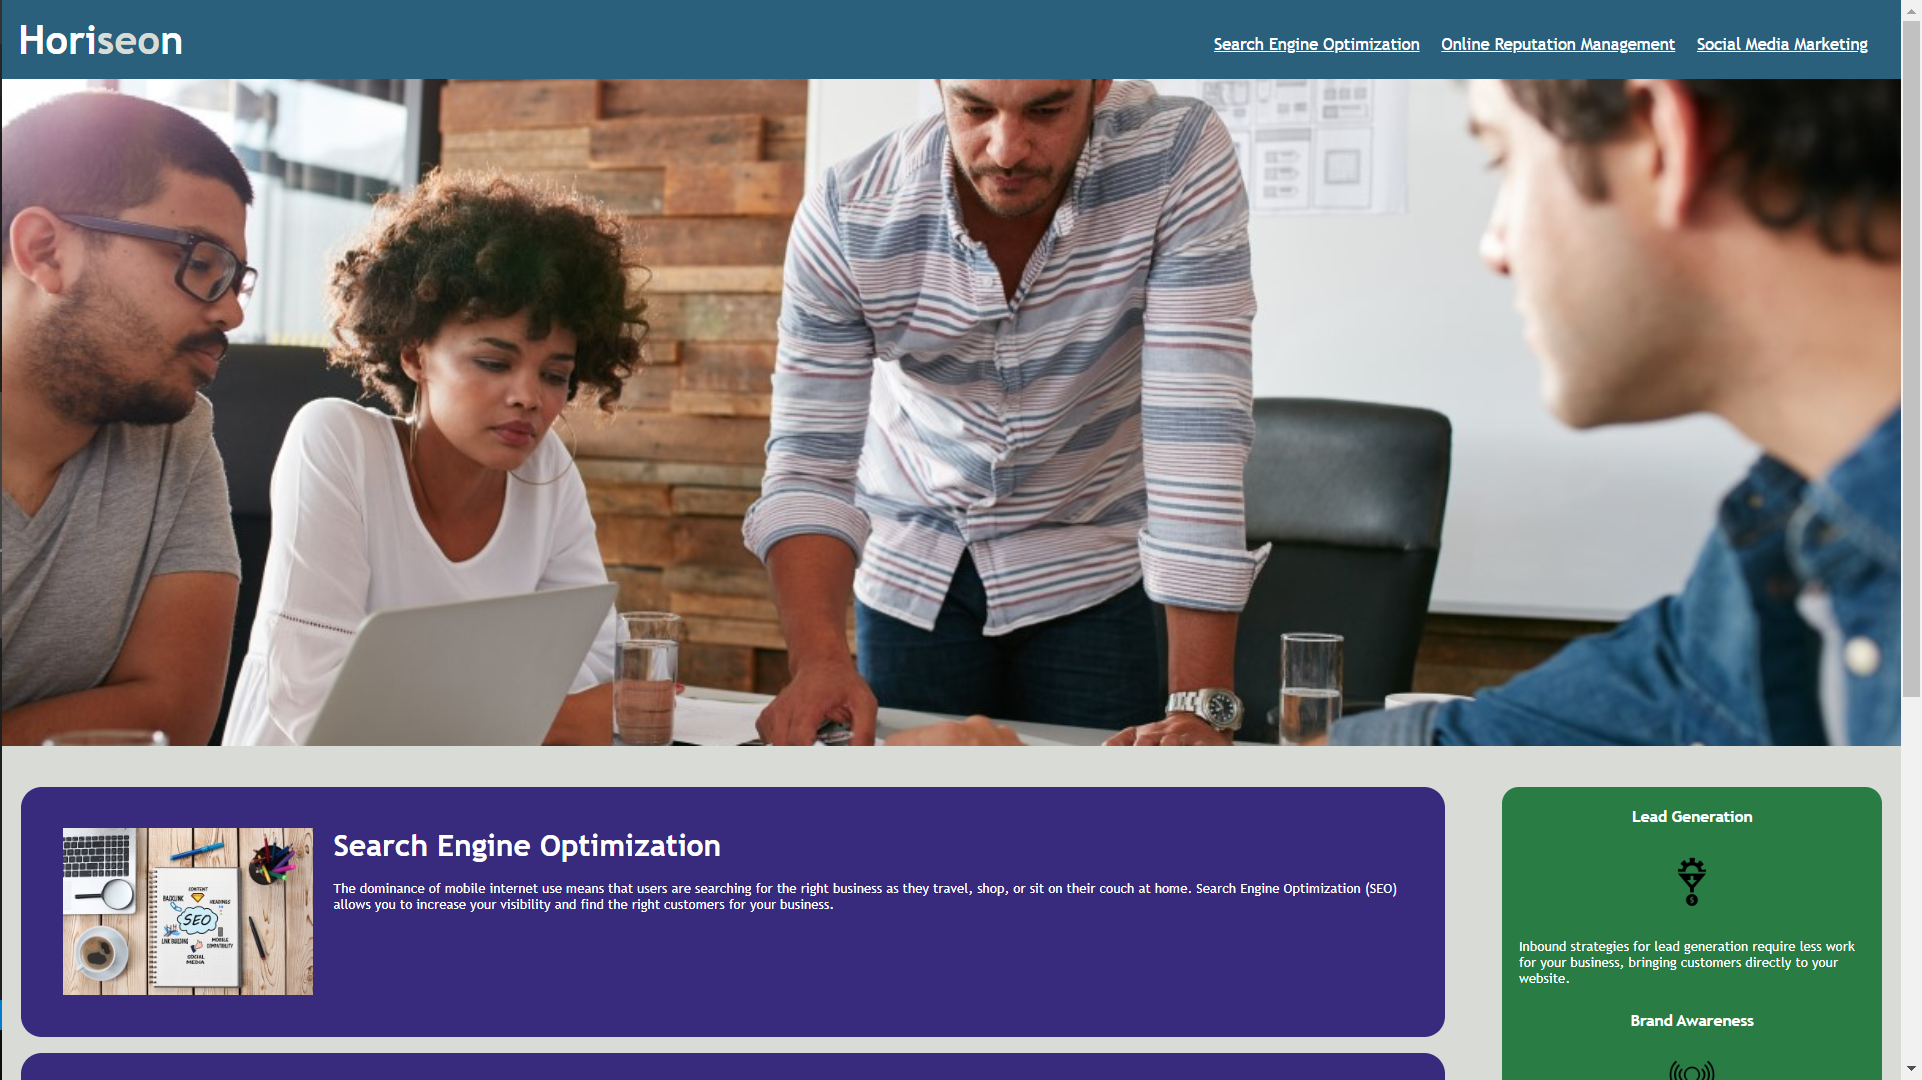 Horiseon
Search Engine Optimization
Online Reputation Management
Social Media Marketing
Search Engine Optimization
The dominance of mobile internet use means that users are searching for the right business as they travel, shop, or sit on their couch at home. Search Engine Optimization (SEO)
allows you to increase your visibility and find the right customers for your business.
CONTENT
BACKLINK
HEADINGS
SEO
LINK BUILDING
MOBILE
COMPATIBILITY
SOCIAL
MEDIA
Lead Generation
$
Inbound strategies for lead generation require less work
for your business, bringing customers directly to your
website.
Brand Awareness